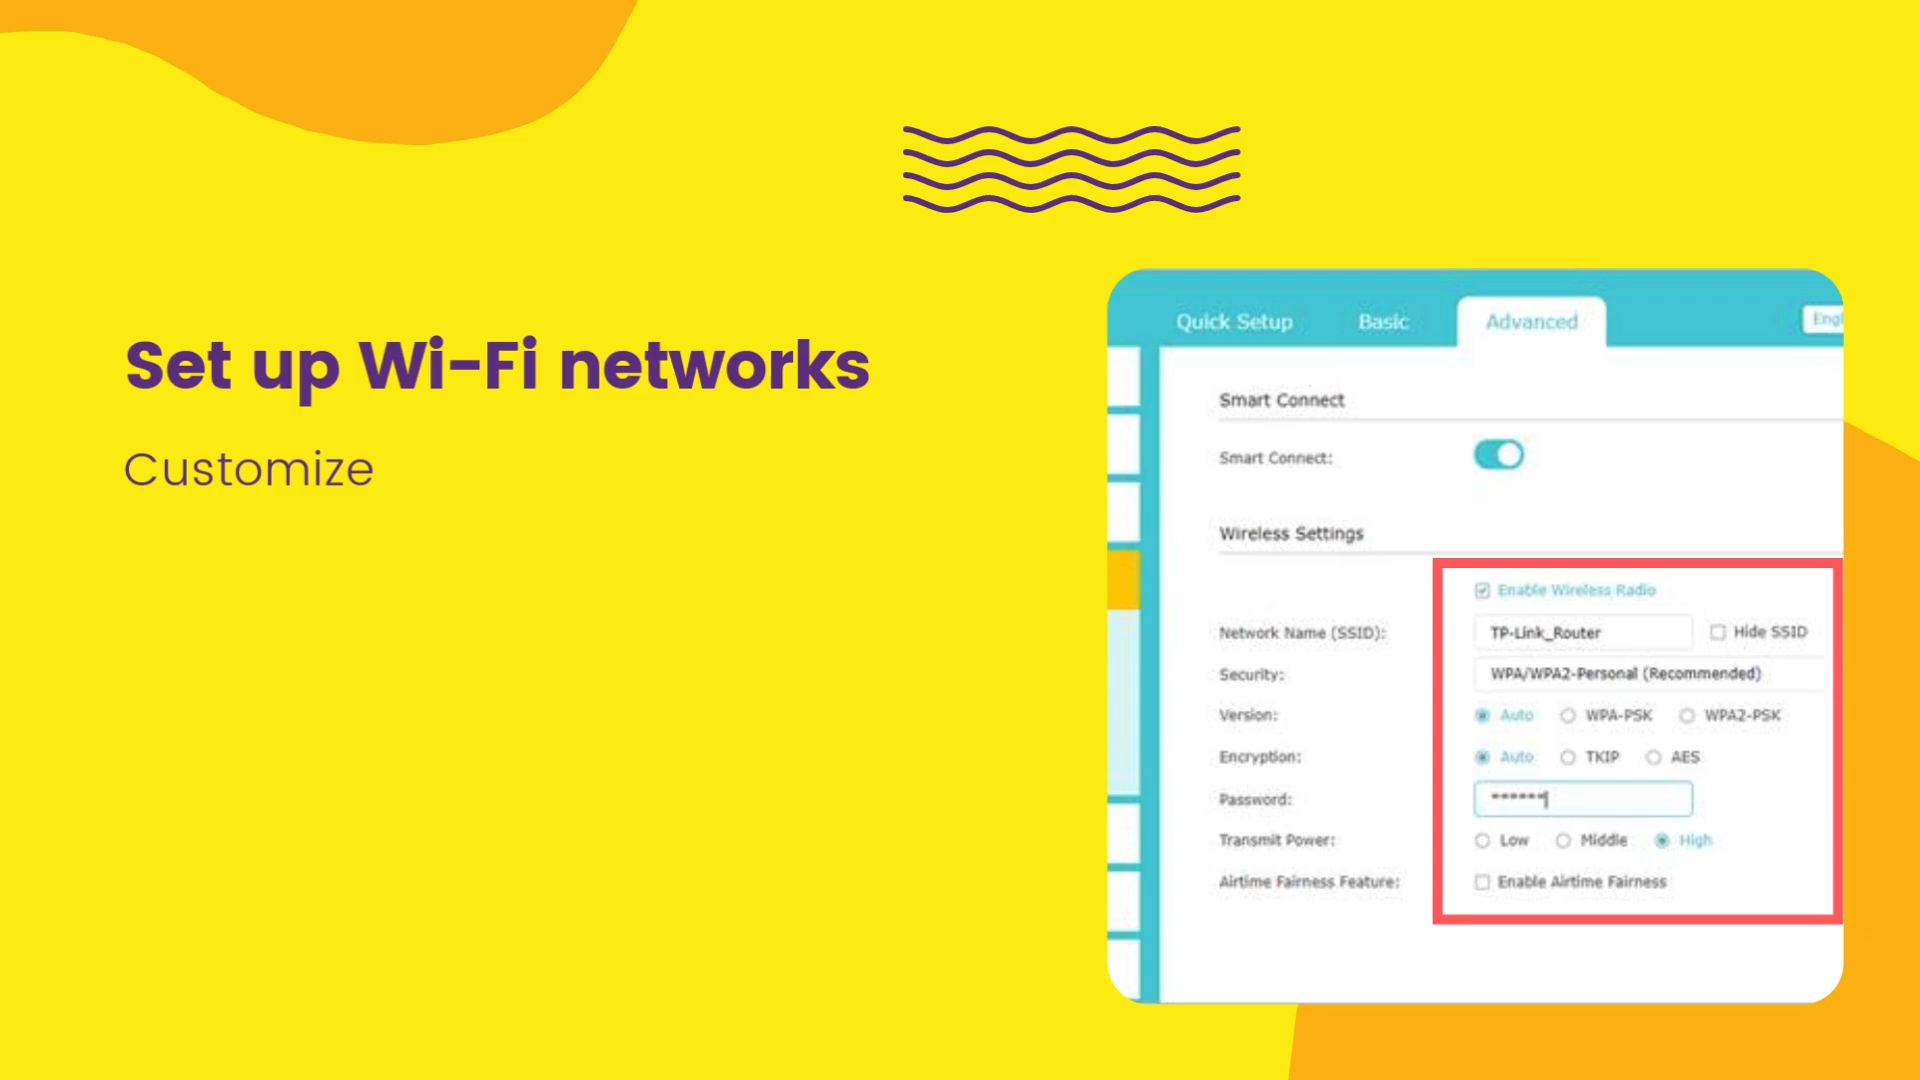 Set up Wi-Fi networks
Customize
Quick Setup Basic Advanced Engl
Smart Connect
Smart Connect:
Wireless Settings
Enable Wireless Radio
Network Name (SSID): TP-Link_Router Hide SSID
Security: WPA/WPA2-Personal (Recommended)
Version: Auto WPA-PSK WPA2-PSK
Encryption: Auto TKIP AES
Password: ••••••
Transmit Power: Low Middle High
Airtime Fairness Feature: Enable Airtime Fairness